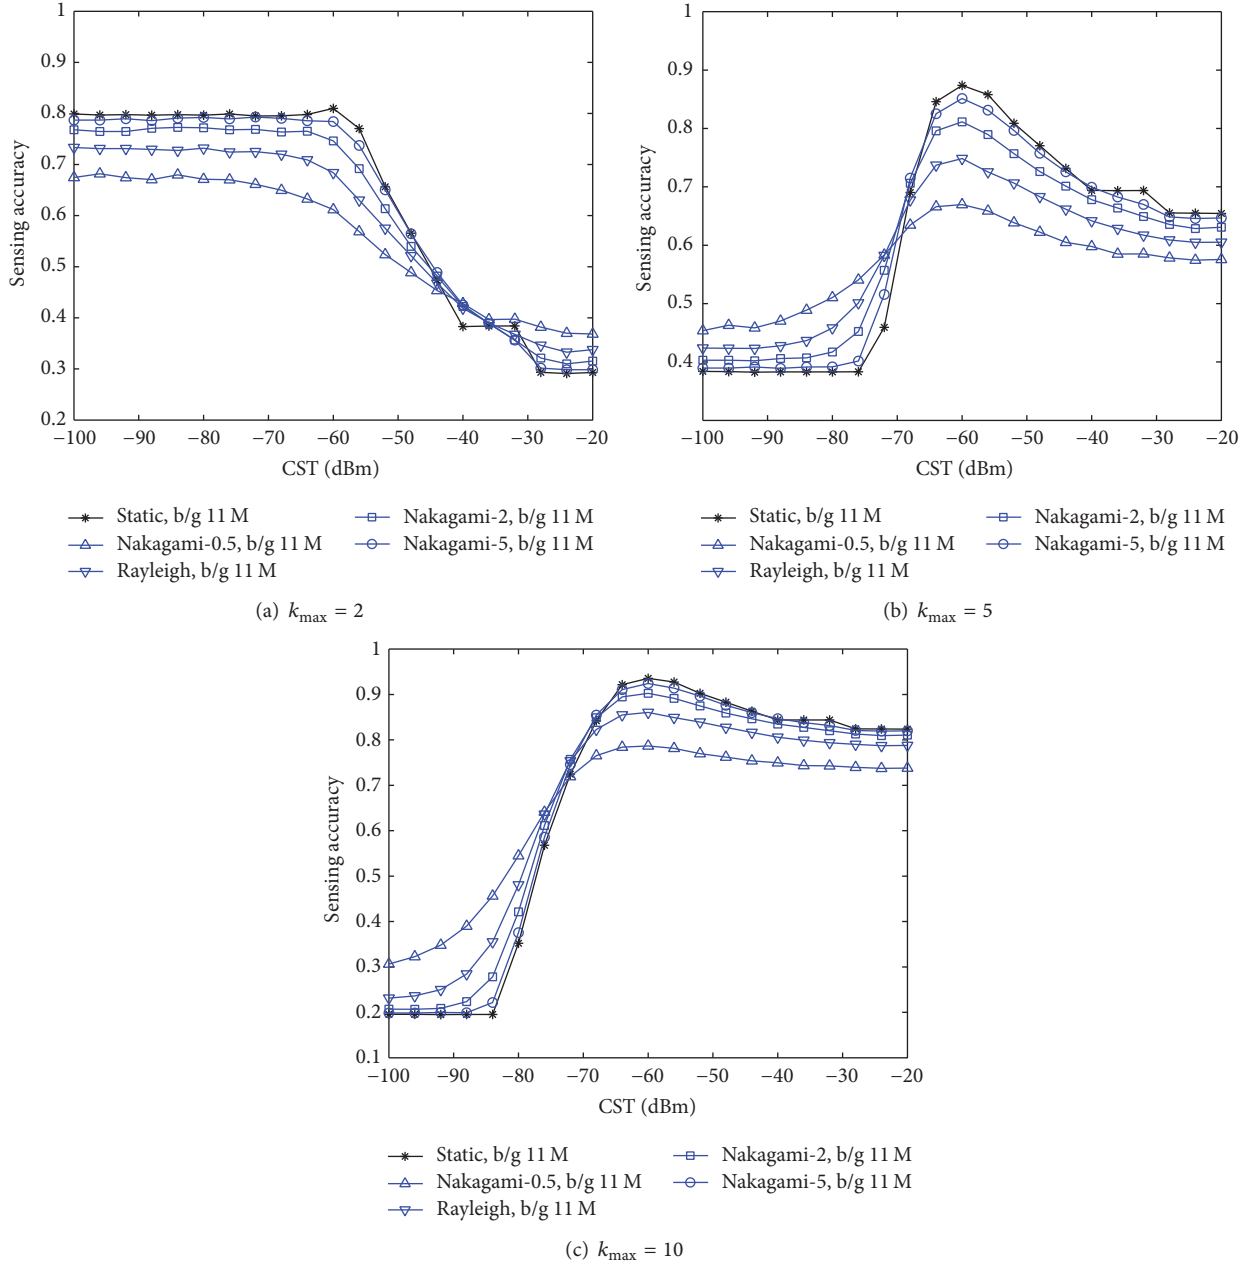 1
0.9
0.8
0.7
0.6
0.5
0.4
0.3
0.2
Sensing accuracy
−100 −90 −80 −70 −60 −50 −40 −30 −20
CST (dBm)
Static, b/g 11 M
Nakagami-0.5, b/g 11 M
Rayleigh, b/g 11 M
Nakagami-2, b/g 11 M
Nakagami-5, b/g 11 M
(a) kmax = 2
1
0.9
0.8
0.7
0.6
0.5
0.4
Sensing accuracy
−100 −90 −80 −70 −60 −50 −40 −30 −20
CST (dBm)
Static, b/g 11 M
Nakagami-0.5, b/g 11 M
Rayleigh, b/g 11 M
Nakagami-2, b/g 11 M
Nakagami-5, b/g 11 M
(b) kmax = 5
1
0.9
0.8
0.7
0.6
0.5
0.4
0.3
0.2
0.1
Sensing accuracy
−100 −90 −80 −70 −60 −50 −40 −30 −20
CST (dBm)
Static, b/g 11 M
Nakagami-0.5, b/g 11 M
Rayleigh, b/g 11 M
Nakagami-2, b/g 11 M
Nakagami-5, b/g 11 M
(c) kmax = 10